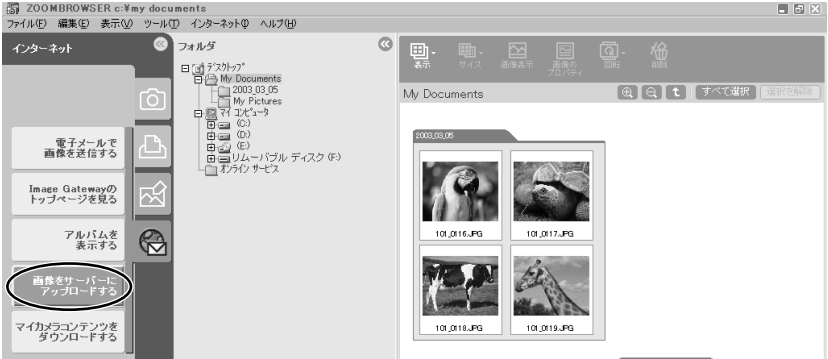 ZOOMBROWSER c:¥my documents
ファイル(F) 編集(E) 表示(V) ツール(T) インターネット(I) ヘルプ(H)
インターネット
電子メールで
画像を送信する
Image Gatewayの
トップページを見る
アルバムを
表示する
画像をサーバーに
アップロードする
マイカメラコンテンツを
ダウンロードする
フォルダ
デスクトップ
My Documents
2003_03_05
My Pictures
マイ コンピュータ
(C:)
(D:)
(E:)
リムーバブル ディスク (F:)
オンライン サービス
表示 サイズ 画像表示 画像の
プロパティ 回転 削除
My Documents すべて選択 選択を解除
2003_03_05
101_0116.JPG 101_0117.JPG
101_0118.JPG 101_0119.JPG